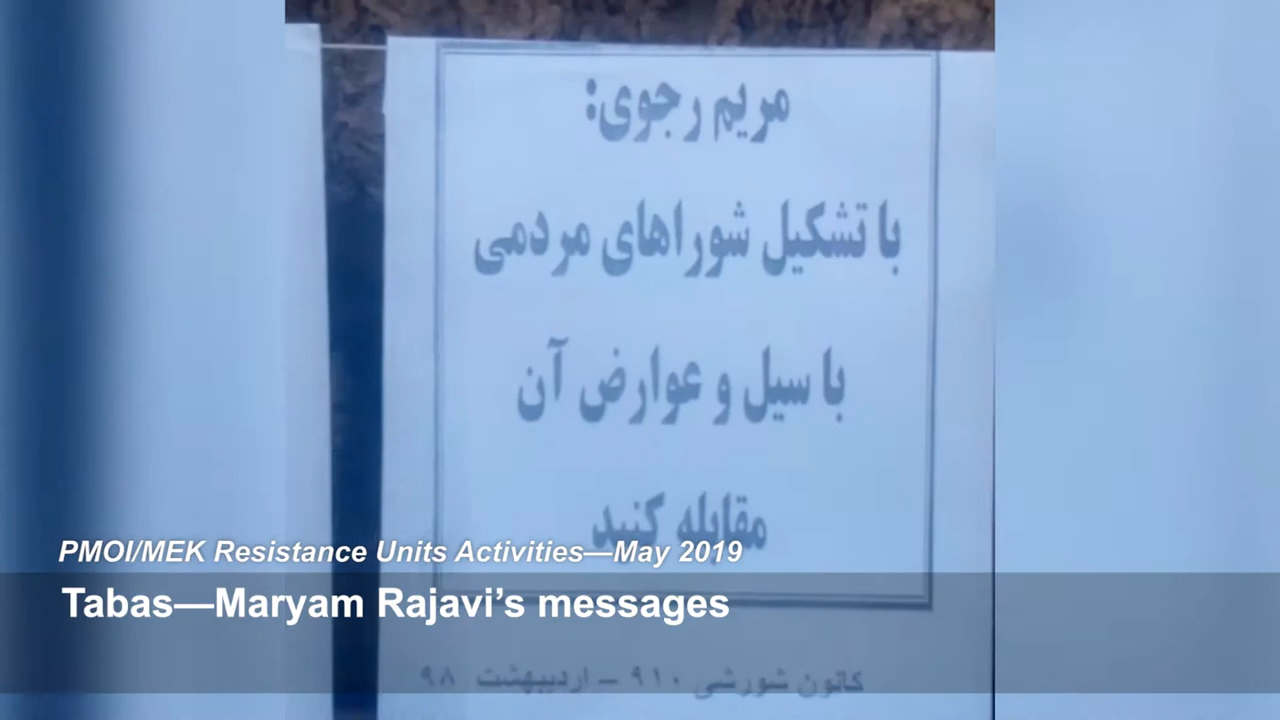 مریم رجوی:
با تشکیل شوراهای مردمی
با سیل و عوارض آن
مقابله کنید
PMOI/MEK Resistance Units Activities—May 2019
Tabas—Maryam Rajavi’s messages
کانون شورشی ۹۱۰ – اردیبهشت ۹۸